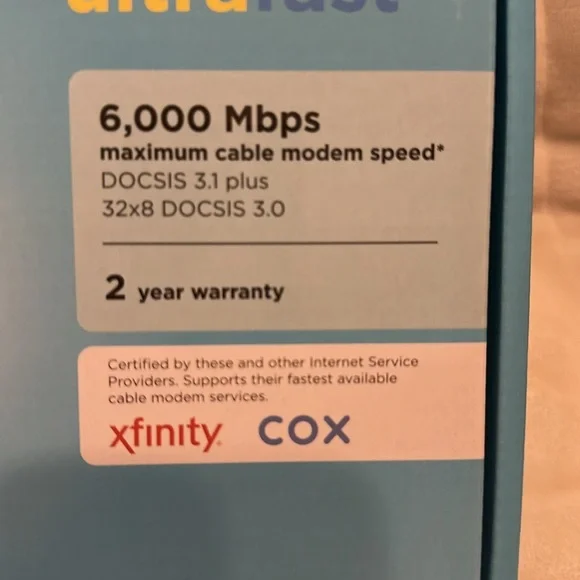 ultrafast
6,000 Mbps
maximum cable modem speed*
DOCSIS 3.1 plus
32x8 DOCSIS 3.0
2 year warranty
Certified by these and other Internet Service
Providers. Supports their fastest available
cable modem services.
xfinity COX